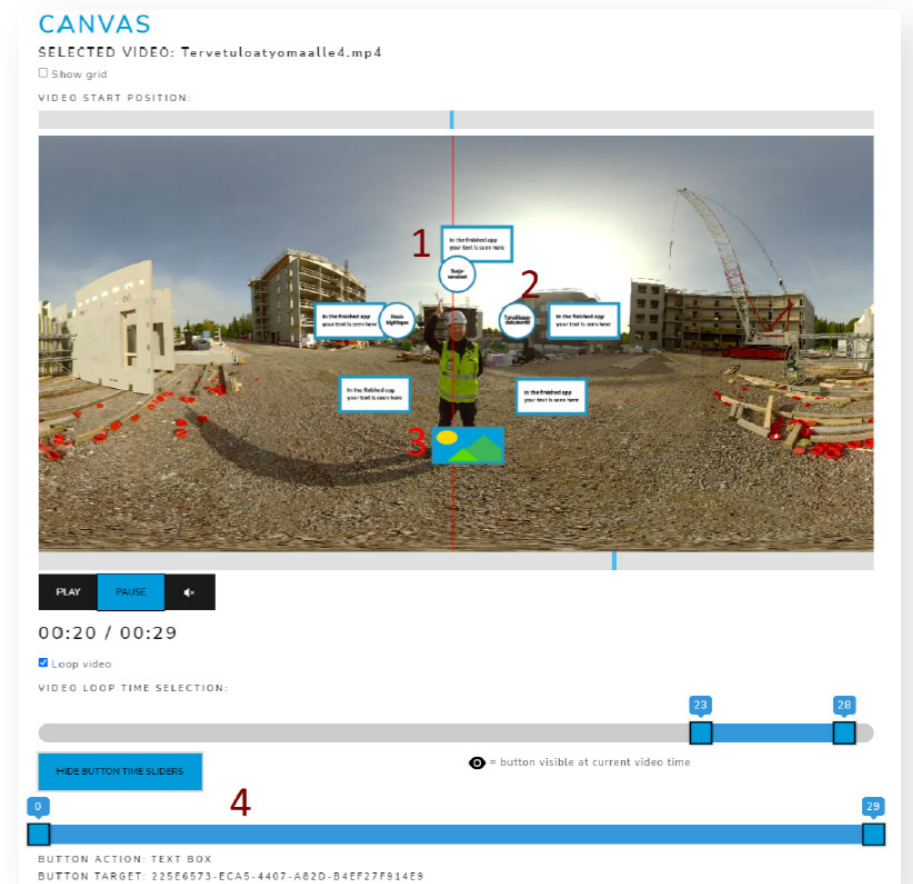 CANVAS
SELECTED VIDEO: Tervetuloatyomaalle4.mp4
Show grid
VIDEO START POSITION:
1
In the finished app
your text is seen here
2
In the finished app
your text is seen here
In the finished app
your text is seen here
In the finished app
your text is seen here
In the finished app
your text is seen here
3
PLAY
PAUSE
00:20 / 00:29
Loop video
VIDEO LOOP TIME SELECTION:
23
28
HIDE BUTTON TIME SLIDERS
= button visible at current video time
4
0
29
BUTTON ACTION: TEXT BOX
BUTTON TARGET: 225E6573-ECA5-4407-A82D-B4EF27F914E9